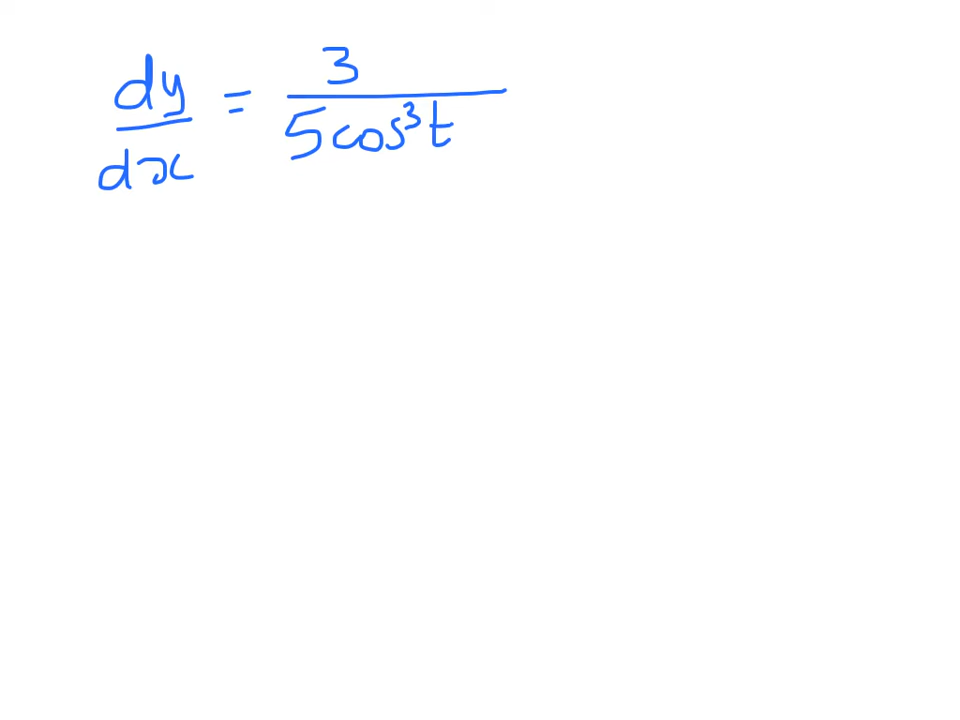 dy/dx = 3/(5cos³t)